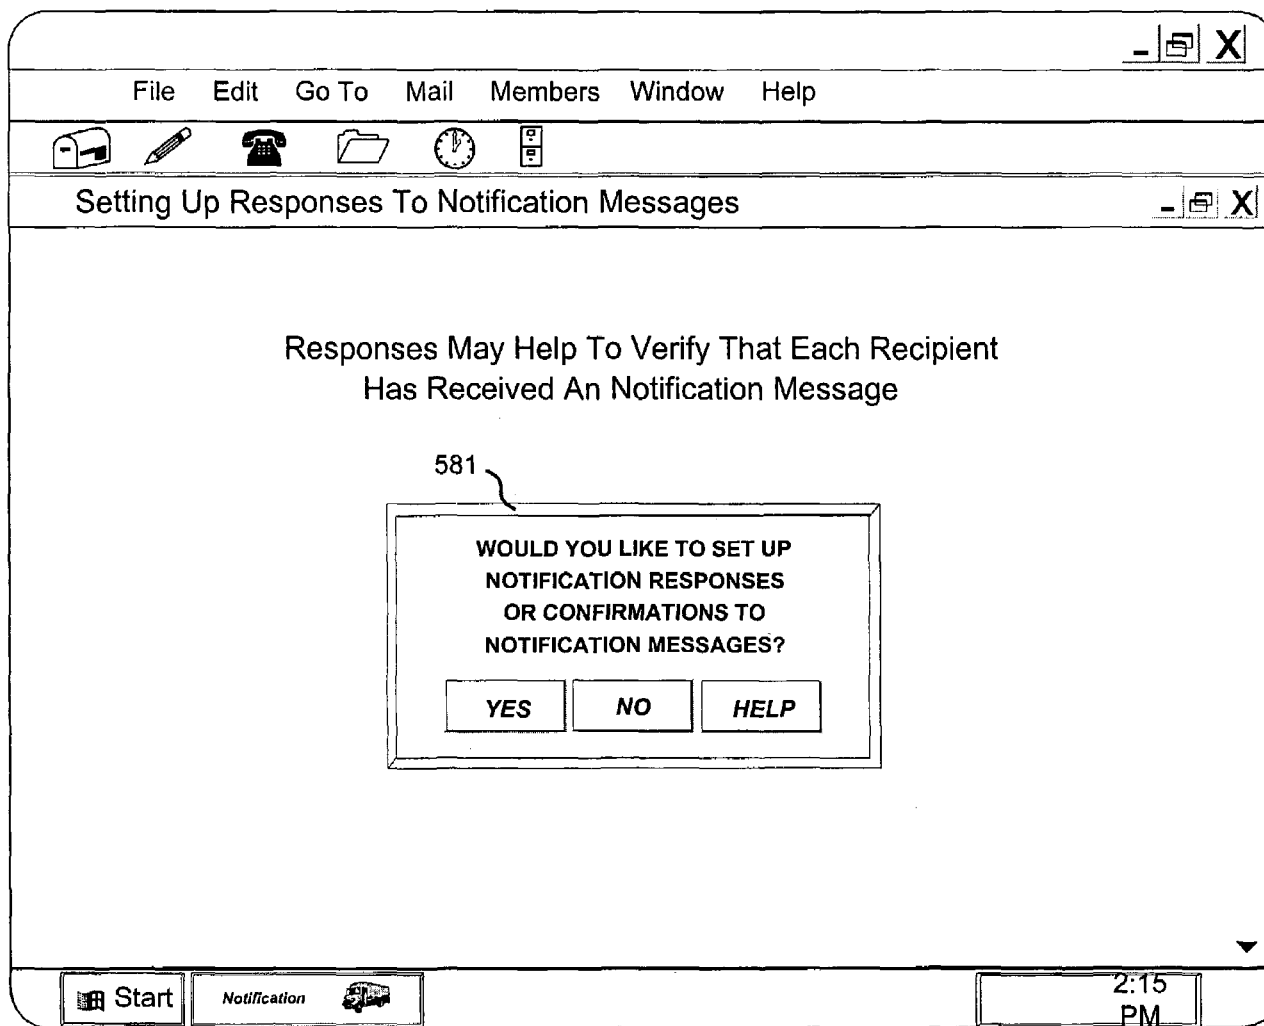 File Edit Go To Mail Members Window Help
Setting Up Responses To Notification Messages
Responses May Help To Verify That Each Recipient
Has Received An Notification Message
581
WOULD YOU LIKE TO SET UP
NOTIFICATION RESPONSES
OR CONFIRMATIONS TO
NOTIFICATION MESSAGES?
YES NO HELP
Start Notification 2:15
PM